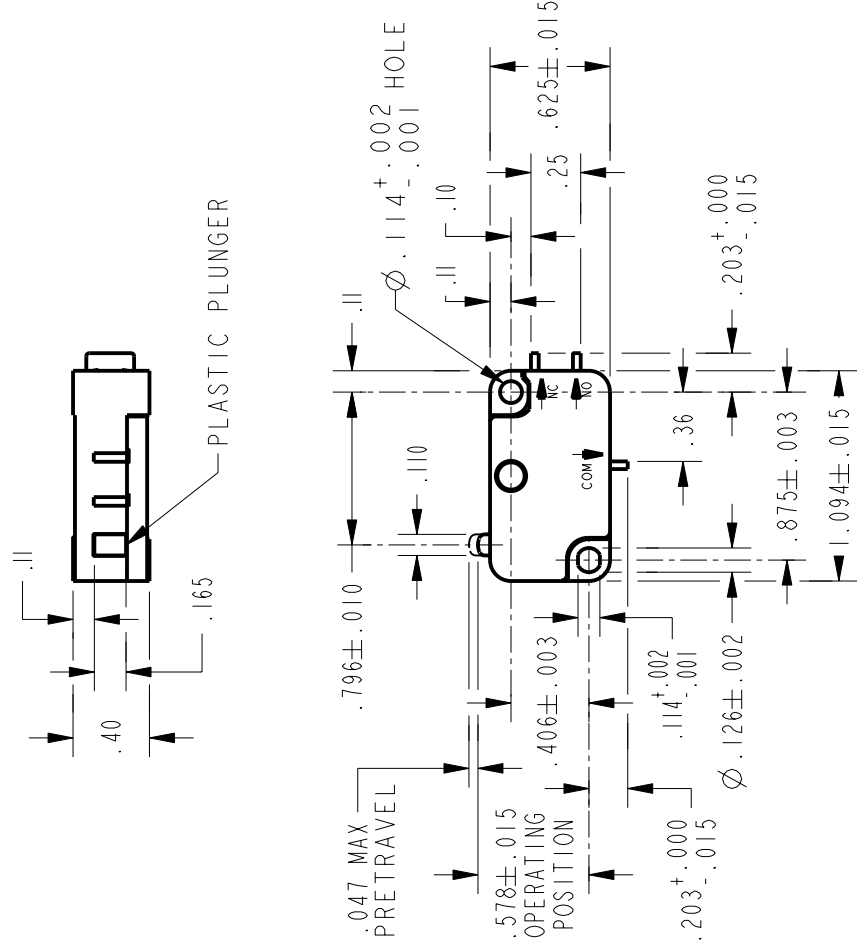 .11
.165
.40
PLASTIC PLUNGER
.11
.796±.010
.110
Ø.114 +.002 -.001 HOLE
.11
.10
.25
.625±.015
NC
NO
COM
.203 +.000 -.015
.36
.875±.003
1.094±.015
Ø.126±.002
.114 +.002 -.001
.406±.003
.047 MAX
PRETRAVEL
.578±.015
OPERATING
POSITION
.203 +.000 -.015